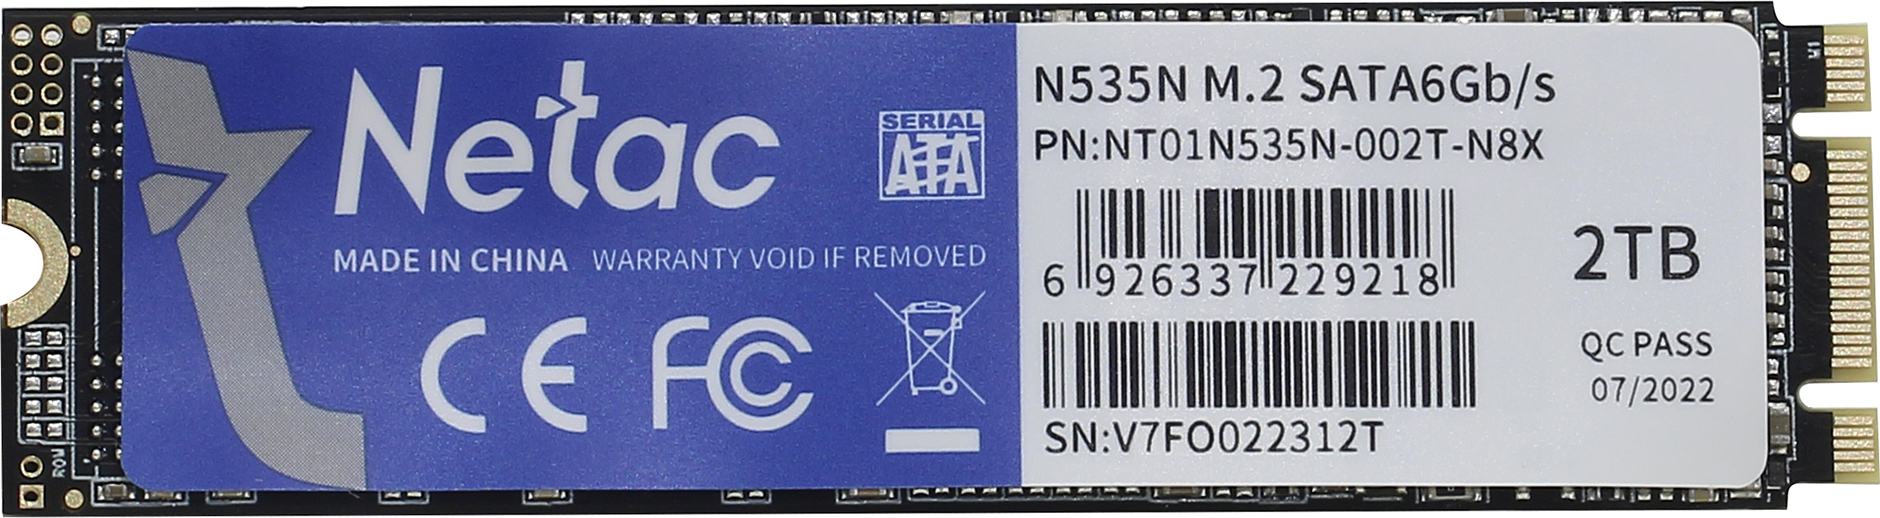 Netac
SERIAL
ATA
MADE IN CHINA WARRANTY VOID IF REMOVED
CE FC
N535N M.2 SATA6Gb/s
PN:NT01N535N-002T-N8X
6 926337 229218
2TB
QC PASS
07/2022
SN:V7FO022312T